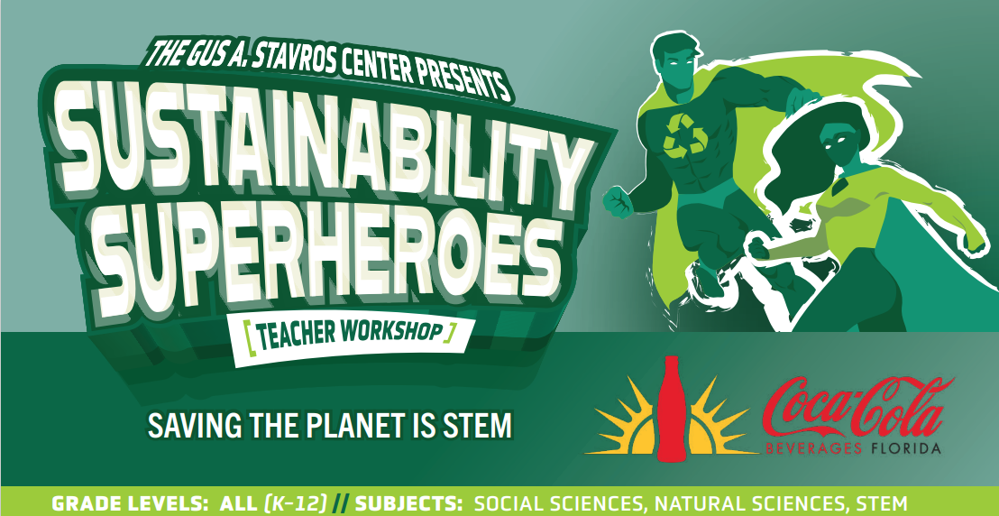 THE GUS A. STAVROS CENTER PRESENTS
SUSTAINABILITY
SUPERHEROES
[TEACHER WORKSHOP]
SAVING THE PLANET IS STEM
Coca-Cola
BEVERAGES FLORIDA
GRADE LEVELS: ALL (K-12) // SUBJECTS: SOCIAL SCIENCES, NATURAL SCIENCES, STEM